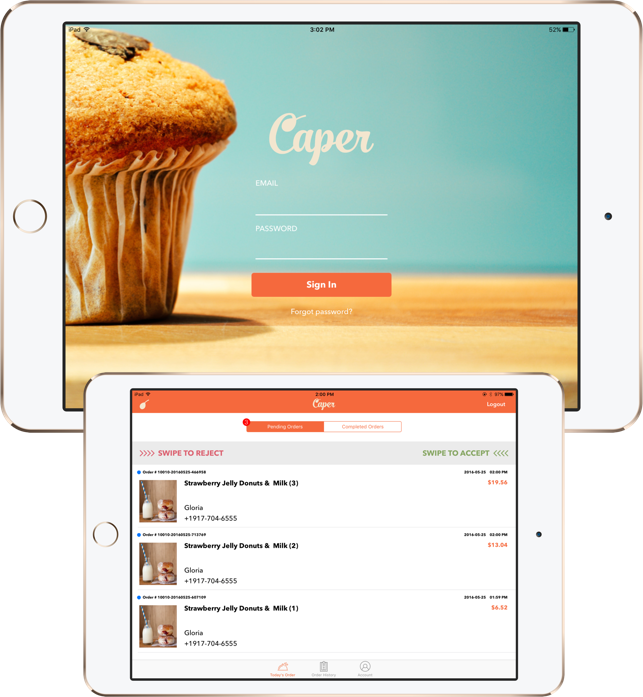 iPad 3:02 PM 52%
Caper
EMAIL
PASSWORD
Sign In
Forgot password?
iPad 2:00 PM 97%
Caper Logout
3
Pending Orders Completed Orders
>>>> SWIPE TO REJECT SWIPE TO ACCEPT <<<<
Order # 10010-20160525-466958 2016-05-25 02:00 PM
Strawberry Jelly Donuts & Milk (3) $19.56
Gloria
+1917-704-6555
Order # 10010-20160525-713769 2016-05-25 02:00 PM
Strawberry Jelly Donuts & Milk (2) $13.04
Gloria
+1917-704-6555
Order # 10010-20160525-607109 2016-05-25 01:59 PM
Strawberry Jelly Donuts & Milk (1) $6.52
Gloria
+1917-704-6555
Today's Order Order History Account